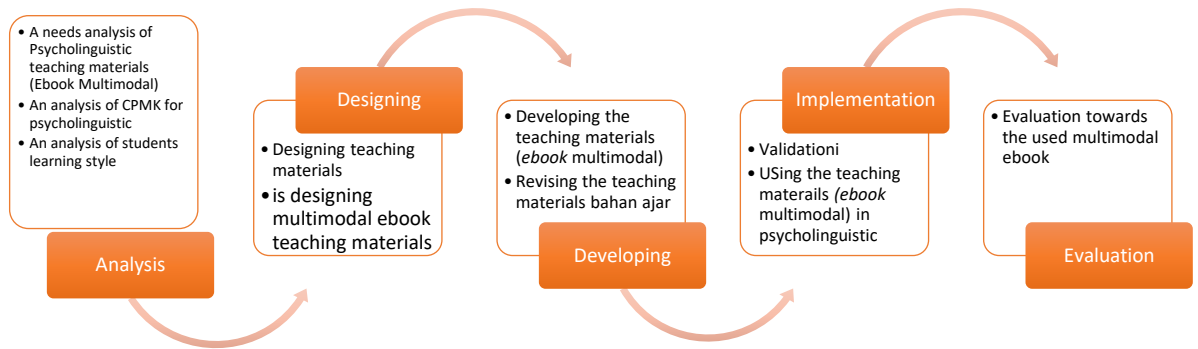 • A needs analysis of
Psycholinguistic
teaching materials
(Ebook Multimodal)
• An analysis of CPMK for
psycholinguistic
• An analysis of students
learning style
Analysis
Designing
• Designing teaching
materials
• is designing
multimodal ebook
teaching materials
• Developing the
teaching materials
(ebook multimodal)
• Revising the teaching
materials bahan ajar
Developing
Implementation
• Validationi
• USing the teaching
materails (ebook
multimodal) in
psycholinguistic
• Evaluation towards
the used multimodal
ebook
Evaluation